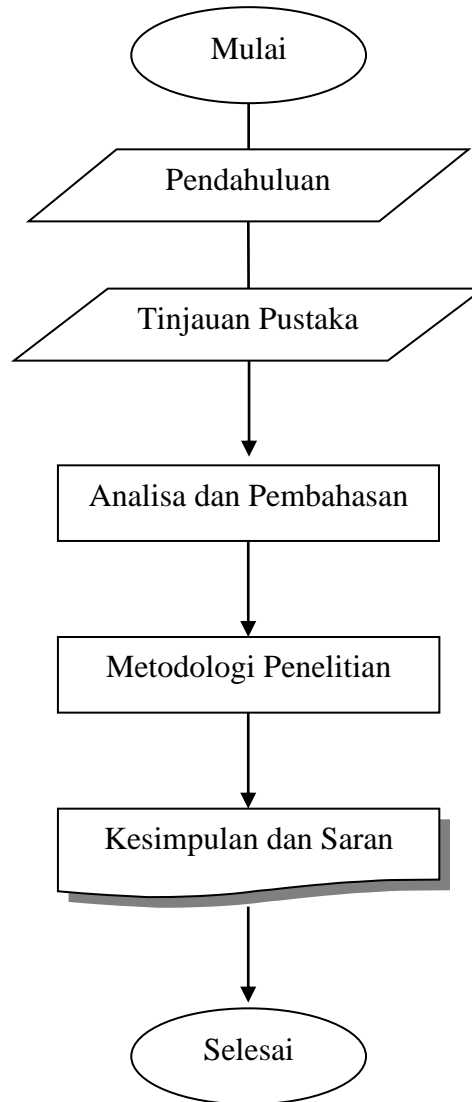 Mulai
Pendahuluan
Tinjauan Pustaka
Analisa dan Pembahasan
Metodologi Penelitian
Kesimpulan dan Saran
Selesai